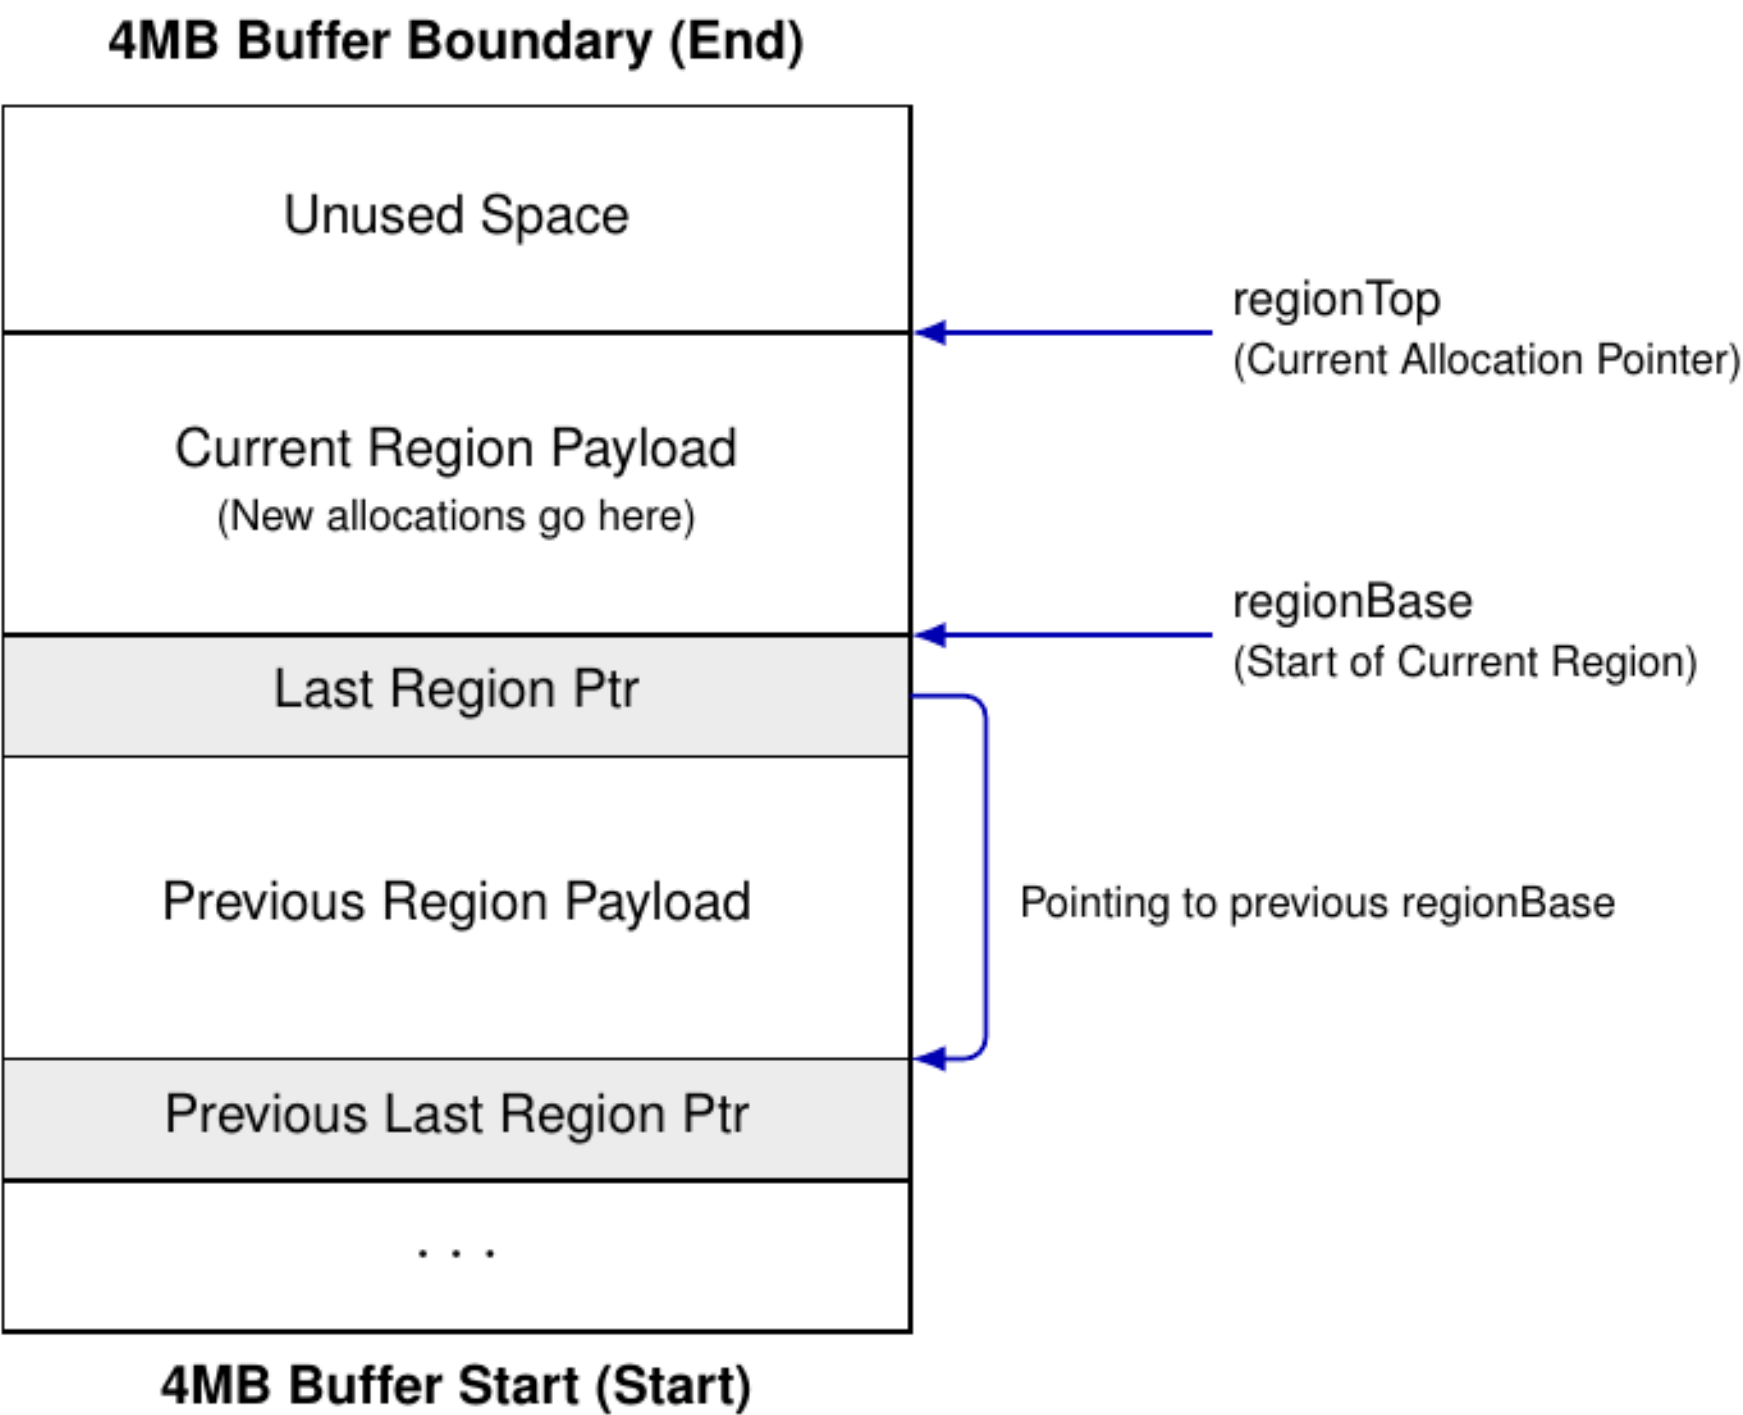 4MB Buffer Boundary (End)
Unused Space
regionTop
(Current Allocation Pointer)
Current Region Payload
(New allocations go here)
regionBase
(Start of Current Region)
Last Region Ptr
Previous Region Payload
Pointing to previous regionBase
Previous Last Region Ptr
. . .
4MB Buffer Start (Start)